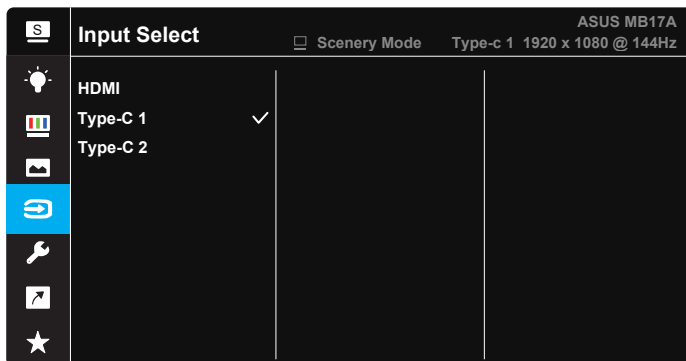 S
Input Select
ASUS MB17A
Scenery Mode
Type-c 1 1920 x 1080 @ 144Hz
HDMI
Type-C 1
Type-C 2